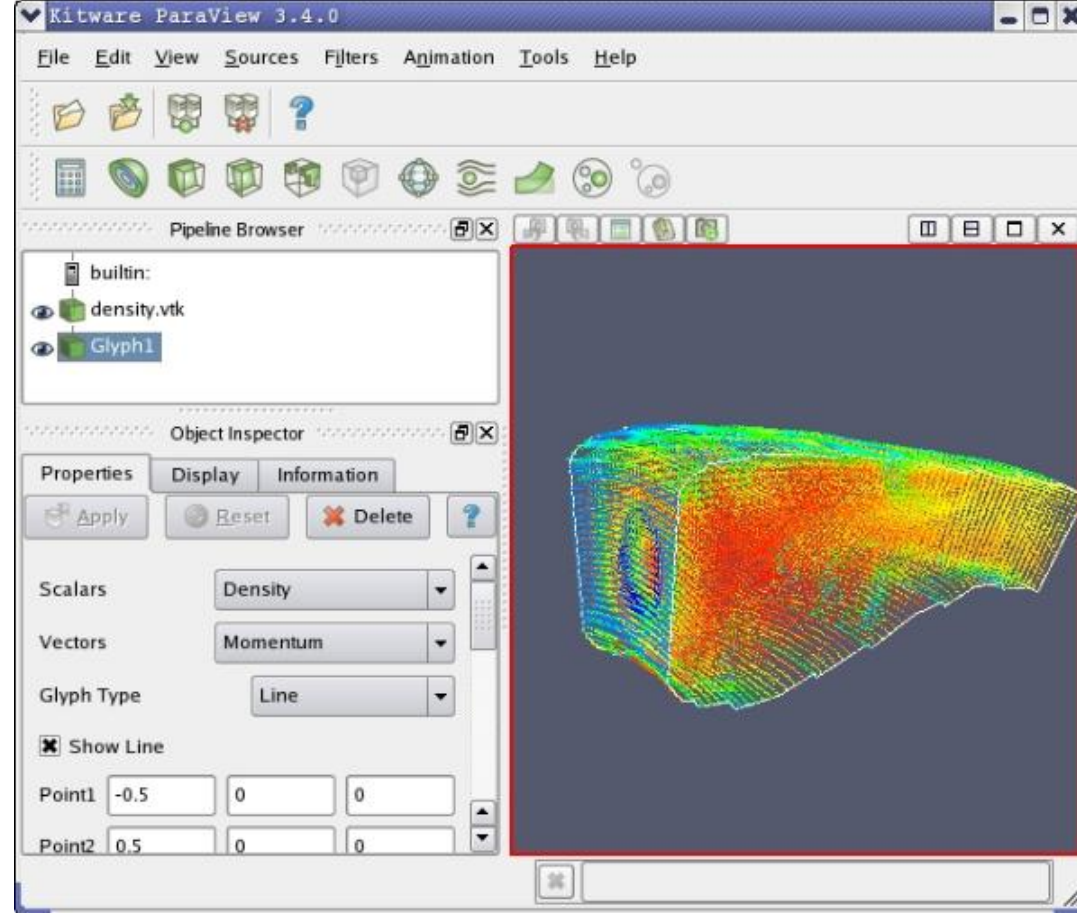 Kitware ParaView 3.4.0
File Edit View Sources Filters Animation Tools Help
Pipeline Browser
builtin:
density.vtk
Glyph1
Object Inspector
Properties Display Information
Apply Reset Delete ?
Scalars Density
Vectors Momentum
Glyph Type Line
Show Line
Point1 -0.5 0 0
Point2 0.5 0 0